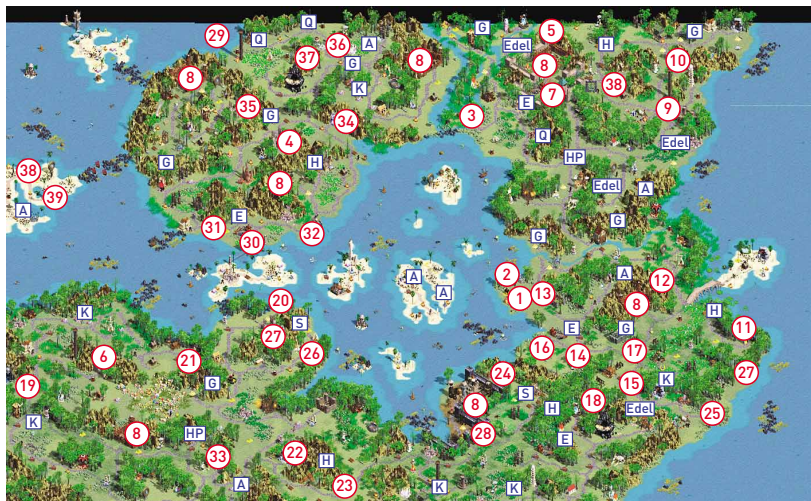 Q G 5
29 Q 37 36 A Edel H G
8 G 8 8 10
K 7 38
35 G 34 3 E 9
4 Q Edel
38 G H HP
39 8 Edel A
A 31 E G
30 32 G
2 A 12
20 A A 1 13 8 H
K S 11
27 E G
6 21 26 16 14 17
19 G 24 15 K 27
K S 18
8 HP 8 H Edel 25
33 22 28 E
A H 23 K K